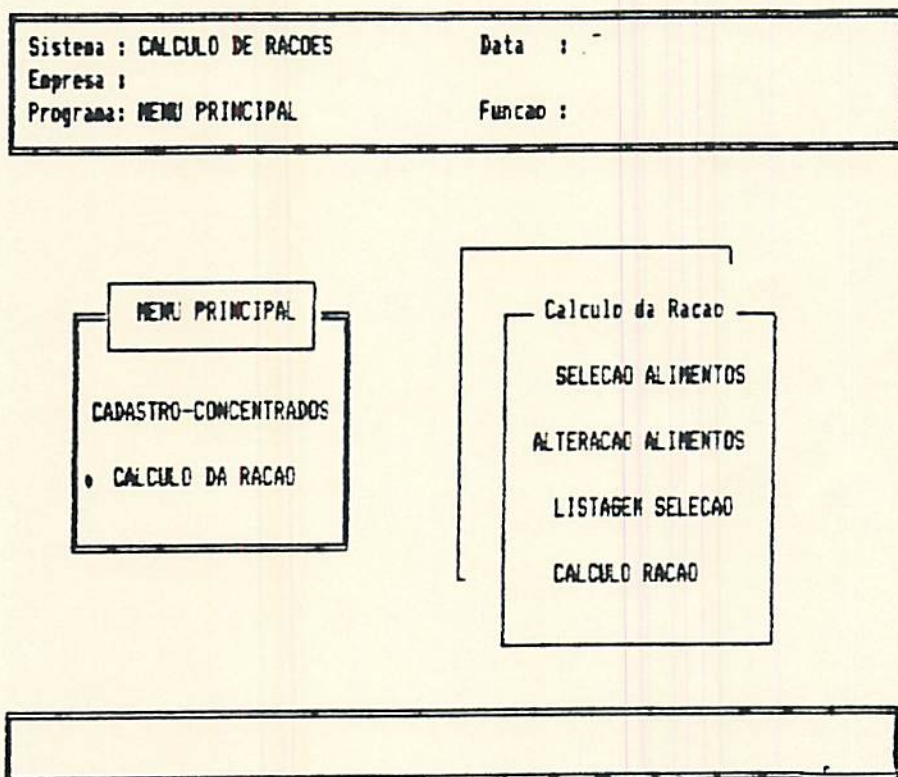 Sistema : CALCULO DE RACOES Data :
Empresa :
Programa: MENU PRINCIPAL Funcao :
MENU PRINCIPAL
CADASTRO-CONCENTRADOS
• CALCULO DA RACAO
Calculo da Racao
SELECAO ALIMENTOS
ALTERACAO ALIMENTOS
LISTAGEM SELECAO
CALCULO RACAO